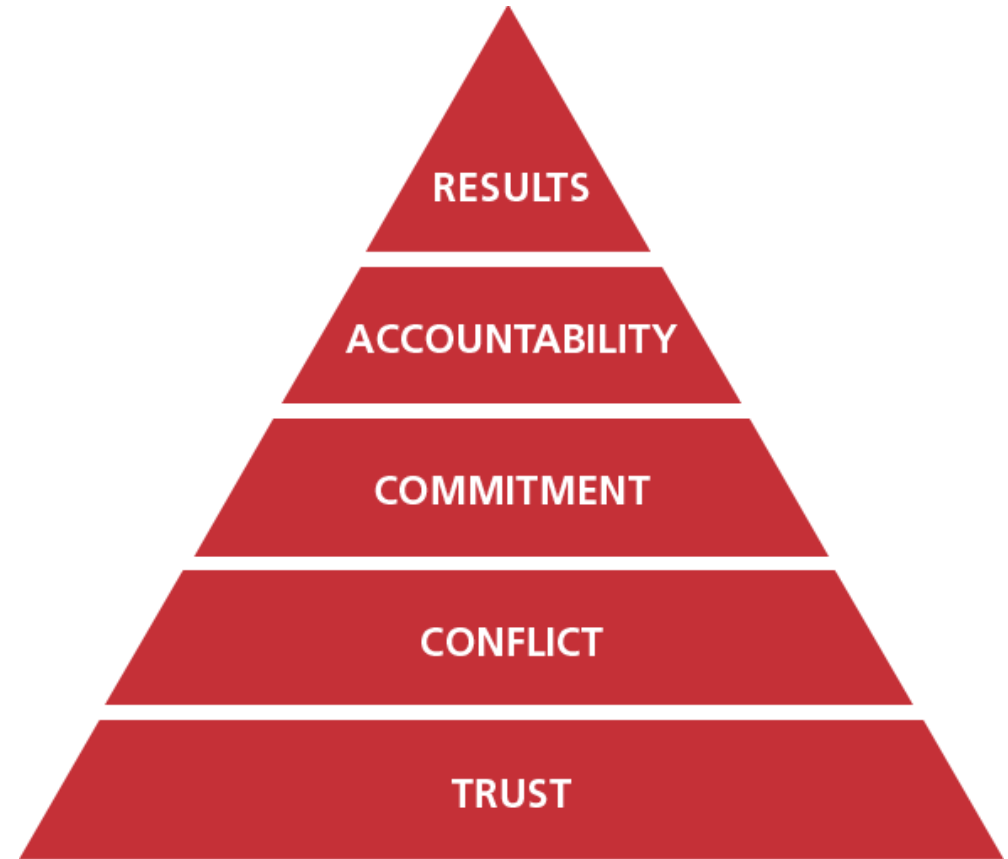 RESULTS
ACCOUNTABILITY
COMMITMENT
CONFLICT
TRUST